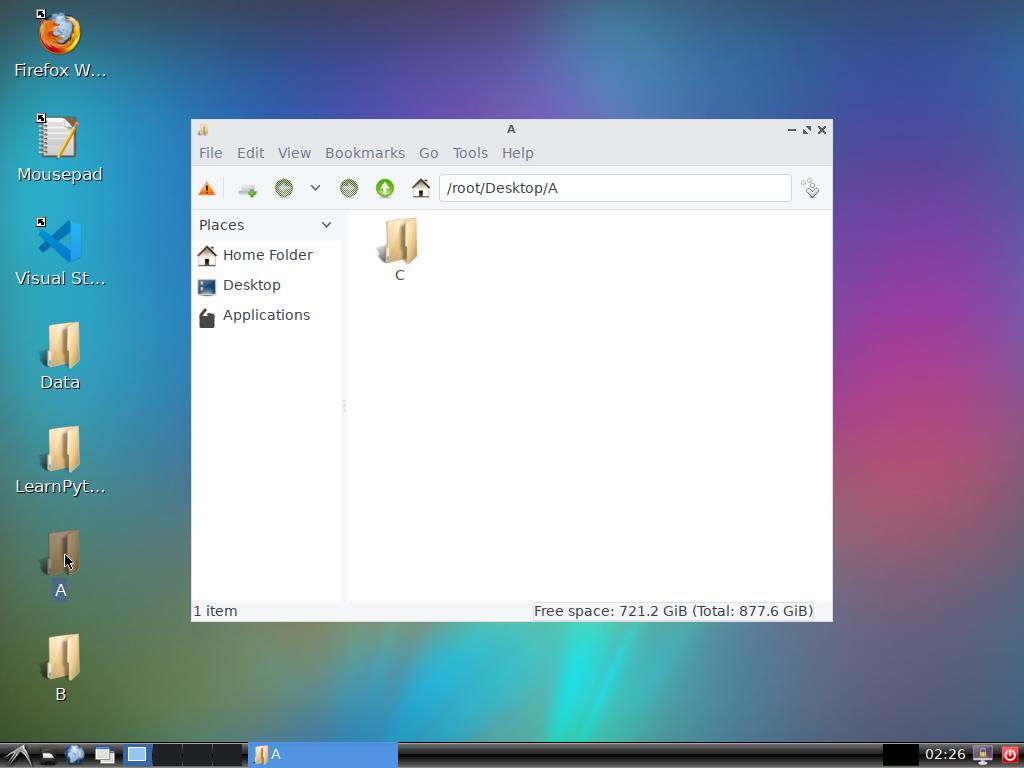 Firefox W...
Mousepad
Visual St...
Data
LearnPyt...
A
B
A
File Edit View Bookmarks Go Tools Help
/root/Desktop/A
Places
Home Folder
Desktop
Applications
C
1 item
Free space: 721.2 GiB (Total: 877.6 GiB)
A
02:26